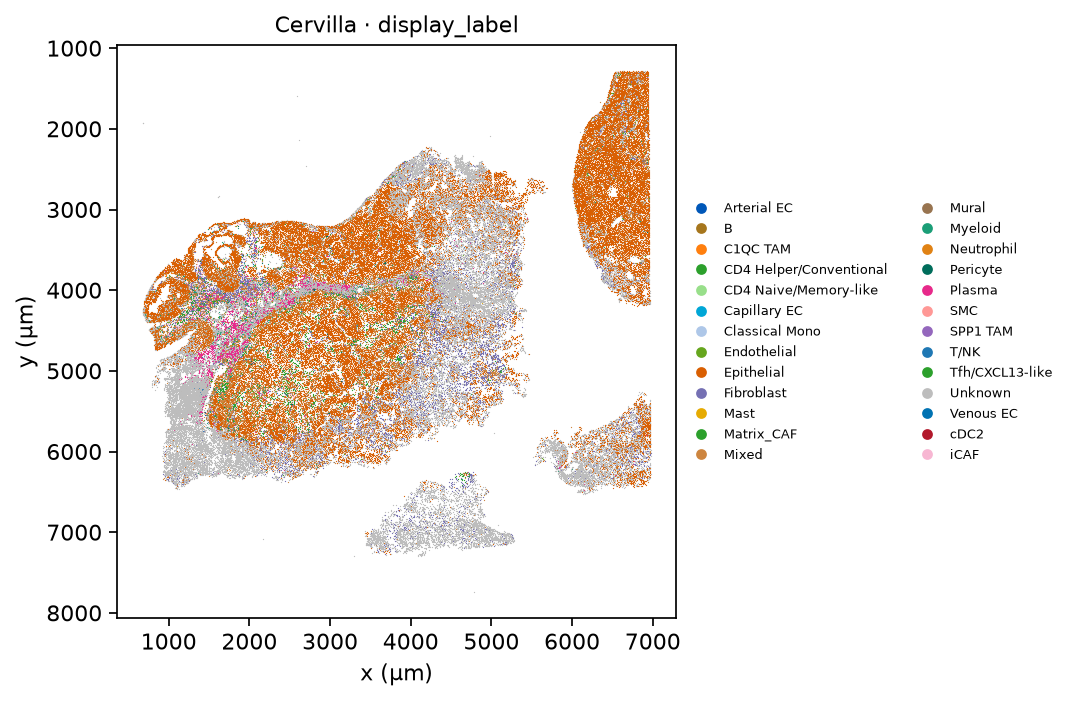 Cervilla · display_label
1000
2000
3000
4000
5000
6000
7000
8000
y (µm)
1000 2000 3000 4000 5000 6000 7000
x (µm)
Arterial EC
B
C1QC TAM
CD4 Helper/Conventional
CD4 Naive/Memory-like
Capillary EC
Classical Mono
Endothelial
Epithelial
Fibroblast
Mast
Matrix_CAF
Mixed
Mural
Myeloid
Neutrophil
Pericyte
Plasma
SMC
SPP1 TAM
T/NK
Tfh/CXCL13-like
Unknown
Venous EC
cDC2
iCAF